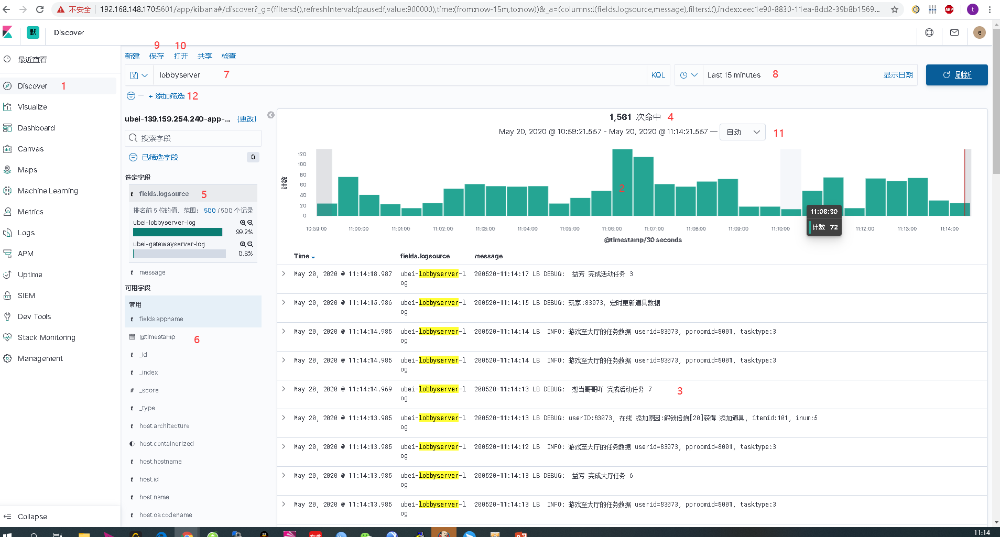 不安全 192.168.148.170:5601/app/kibana#/discover?_g=(filters:!(),refreshInterval:(pause:!f,value:900000),time:(from:now-15m,to:now))&_a=(columns:!(fields.logsource,message),filters:!(),index:ceec1e90-8830-11ea-8dd2-39b8b1569... ABP t
默 Discover e
9 10
新建 保存 打开 共享 检查
最近查看
lobbyserver 7 KQL Last 15 minutes 8 显示日期 刷新
Discover 1
Visualize
Dashboard
Canvas
Maps
Machine Learning
Metrics
Logs
APM
Uptime
SIEM
Dev Tools
Stack Monitoring
Management
Collapse
+ 添加筛选 12
ubei-139.159.254.240-app-... (更改)
搜索字段
已筛选字段 0
选定字段
t fields.logsource 5
排名前 5 位的值，范围： 500 / 500 个记录
ubei-lobbyserver-log
99.2%
ubei-gatewayserver-log
0.8%
t message
可用字段
常用
t fields.appname
@timestamp 6
t _id
t _index
# _score
t _type
t host.architecture
host.containerized
t host.hostname
t host.id
t host.name
t host.os.codename
1,561 次命中 4
May 20, 2020 @ 10:59:21.557 - May 20, 2020 @ 11:14:21.557 — 自动 11
计数
120
100
80
60
40
20
0
2
11:08:30
计数 72
10:59:00 11:00:00 11:01:00 11:02:00 11:03:00 11:04:00 11:05:00 11:06:00 11:07:00 11:08:00 11:09:00 11:10:00 11:12:00 11:13:00 11:14:00
@timestamp/30 seconds
Time fields.logsource message
May 20, 2020 @ 11:14:18.987 ubei-lobbyserver-l 200520-11:14:17 LB DEBUG: 益芳 完成活动任务 3
og
May 20, 2020 @ 11:14:15.986 ubei-lobbyserver-l 200520-11:14:15 LB DEBUG: 玩家:83073, 定时更新道具数据
og
May 20, 2020 @ 11:14:14.985 ubei-lobbyserver-l 200520-11:14:14 LB INFO: 游戏至大厅的任务数据 userid=83073, pproomid=8001, tasktype:3
og
May 20, 2020 @ 11:14:14.985 ubei-lobbyserver-l 200520-11:14:14 LB INFO: 游戏至大厅的任务数据 userid=83073, pproomid=8001, tasktype:3
og
May 20, 2020 @ 11:14:14.969 ubei-lobbyserver-l 200520-11:14:13 LB DEBUG: 想当哥哥吖 完成活动任务 7 3
og
May 20, 2020 @ 11:14:13.985 ubei-lobbyserver-l 200520-11:14:13 LB DEBUG: userID:83073, 在线 添加原因:解锁倍炮[20]获得 添加道具, itemid:101, inum:5
og
May 20, 2020 @ 11:14:13.985 ubei-lobbyserver-l 200520-11:14:12 LB INFO: 游戏至大厅的任务数据 userid=83073, pproomid=8001, tasktype:3
og
May 20, 2020 @ 11:14:13.985 ubei-lobbyserver-l 200520-11:14:13 LB DEBUG: 益芳 完成大厅任务 6
og
May 20, 2020 @ 11:14:13.985 ubei-lobbyserver-l 200520-11:14:13 LB INFO: 游戏至大厅的任务数据 userid=83073, pproomid=8001, tasktype:3
og
11:14